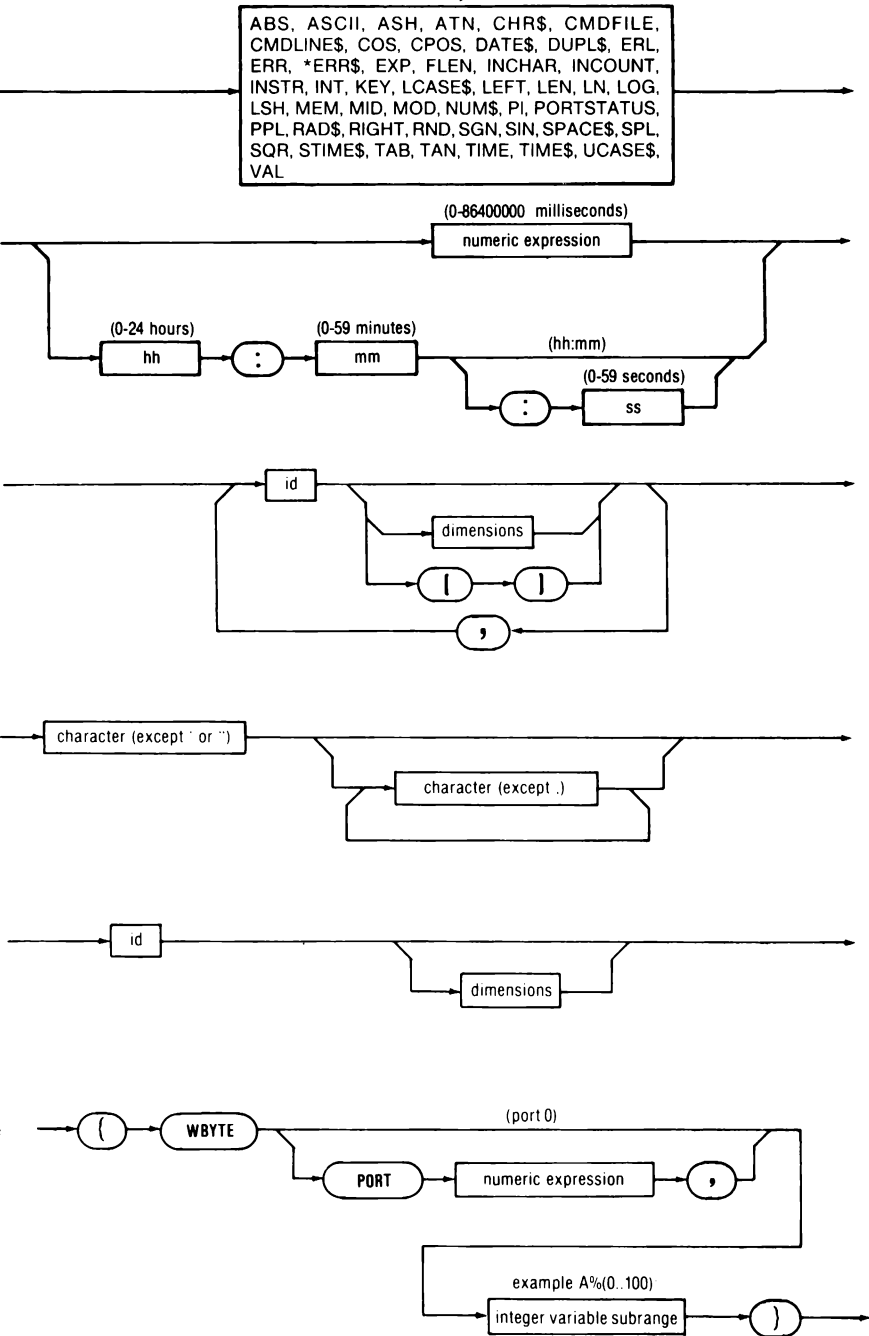 ABS, ASCII, ASH, ATN, CHR$, CMDFILE,
CMDLINE$, COS, CPOS, DATE$, DUPL$, ERL,
ERR, *ERR$, EXP, FLEN, INCHAR, INCOUNT,
INSTR, INT, KEY, LCASE$, LEFT, LEN, LN, LOG,
LSH, MEM, MID, MOD, NUM$, PI, PORTSTATUS,
PPL, RAD$, RIGHT, RND, SGN, SIN, SPACE$, SPL,
SQR, STIME$, TAB, TAN, TIME, TIME$, UCASE$,
VAL
(0-86400000 milliseconds)
numeric expression
(0-24 hours) (0-59 minutes) (hh:mm)
hh : mm
(0-59 seconds)
: ss
id
dimensions
( )
,
character (except ' or ")
character (except .)
id
dimensions
(port 0)
( WBYTE
PORT numeric expression ,
example A%(0..100)
integer variable subrange )